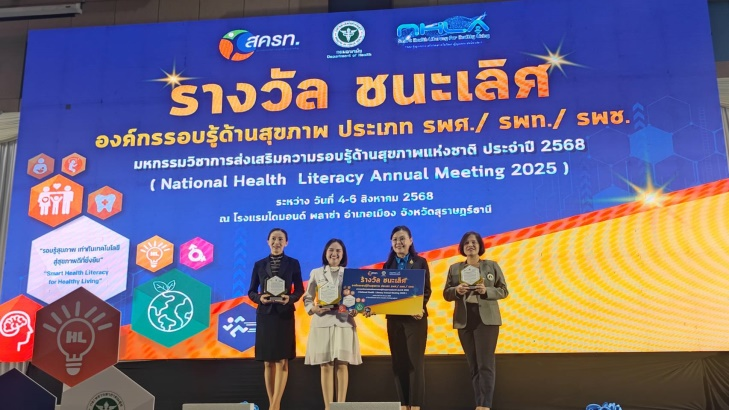 สครท.
กรมอนามัย
Department of Health
Smart Health Literacy for Healthy Living
รางวัล ชนะเลิศ
องค์กรรอบรู้ด้านสุขภาพ ประเภท รพศ./ รพท./ รพช.
มหกรรมวิชาการส่งเสริมความรอบรู้ด้านสุขภาพแห่งชาติ ประจำปี 2568
( National Health Literacy Annual Meeting 2025 )
ระหว่าง วันที่ 4-6 สิงหาคม 2568
ณ โรงแรมไดมอนด์ พลาซ่า อำเภอเมือง จังหวัดสุราษฎร์ธานี
"รอบรู้สุขภาพ เท่าทันเทคโนโลยี
สู่สุขภาพดีที่ยั่งยืน"
"Smart Health Literacy
for Healthy Living"
HL
HL
รางวัล ชนะเลิศ